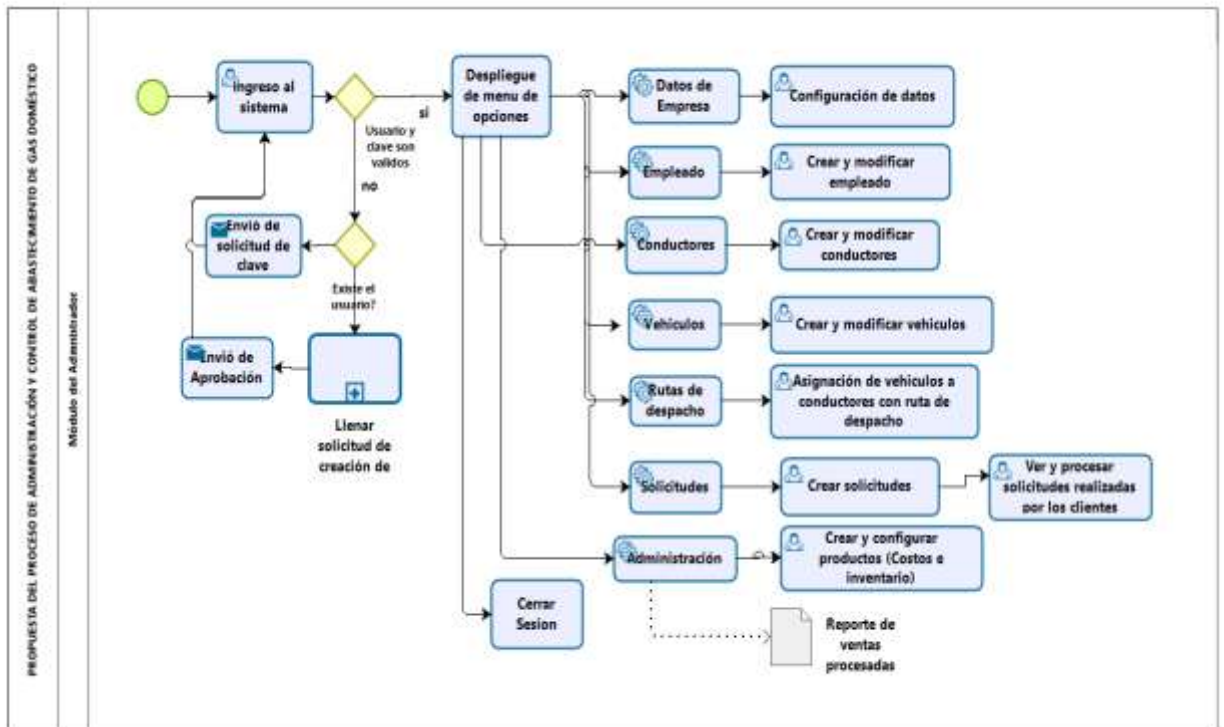 PROPUESTA DEL PROCESO DE ADMINISTRACIÓN Y CONTROL DE ABASTECIMIENTO DE GAS DOMÉSTICO
Módulo del Administrador
Ingreso al
sistema
si
Usuario y
clave son
validos
no
Despliegue
de menu de
opciones
Datos de
Empresa
Configuración de datos
Empleado
Crear y modificar
empleado
Envió de
solicitud de
clave
Existe el
usuario?
Conductores
Crear y modificar
conductores
Envió de
Aprobación
Llenar
solicitud de
creación de
Vehiculos
Crear y modificar vehiculos
Rutas de
despacho
Asignación de vehiculos a
conductores con ruta de
despacho
Solicitudes
Crear solicitudes
Ver y procesar
solicitudes realizadas
por los clientes
Administración
Crear y configurar
productos (Costos e
inventario)
Cerrar
Sesion
Reporte de
ventas
procesadas